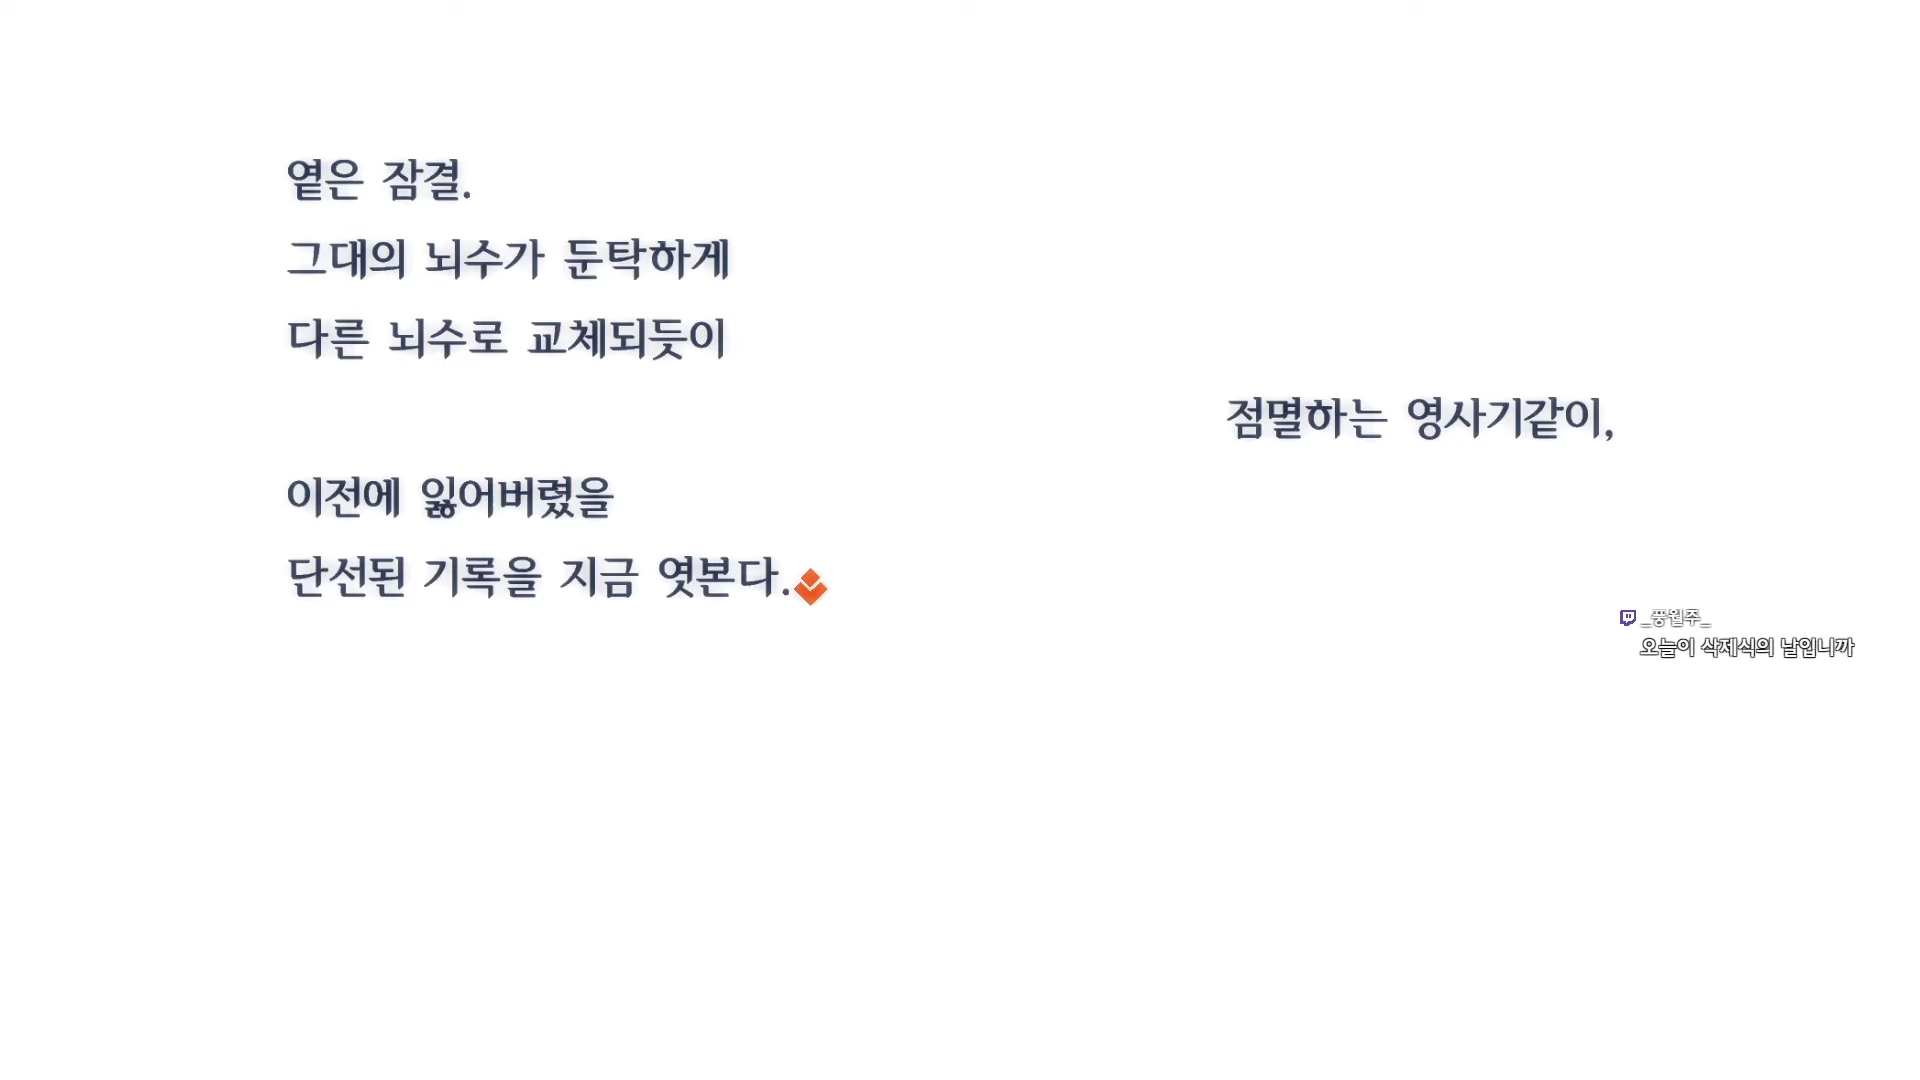 옅은 잠결.
그대의 뇌수가 둔탁하게
다른 뇌수로 교체되듯이
점멸하는 영사기같이,
이전에 잃어버렸을
단선된 기록을 지금 엿본다.
_풍월주_
오늘이 삭제식의 날입니까